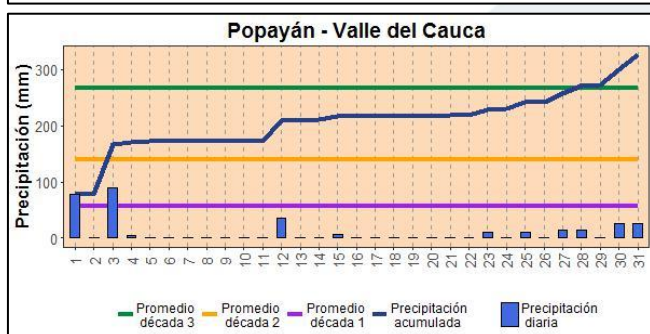 Popayán - Valle del Cauca
Precipitación (mm)
300
200
100
0
1 2 3 4 5 6 7 8 9 10 11 12 13 14 15 16 17 18 19 20 21 22 23 24 25 26 27 28 29 30 31
Promedio década 3
Promedio década 2
Promedio década 1
Precipitación acumulada
Precipitación diaria